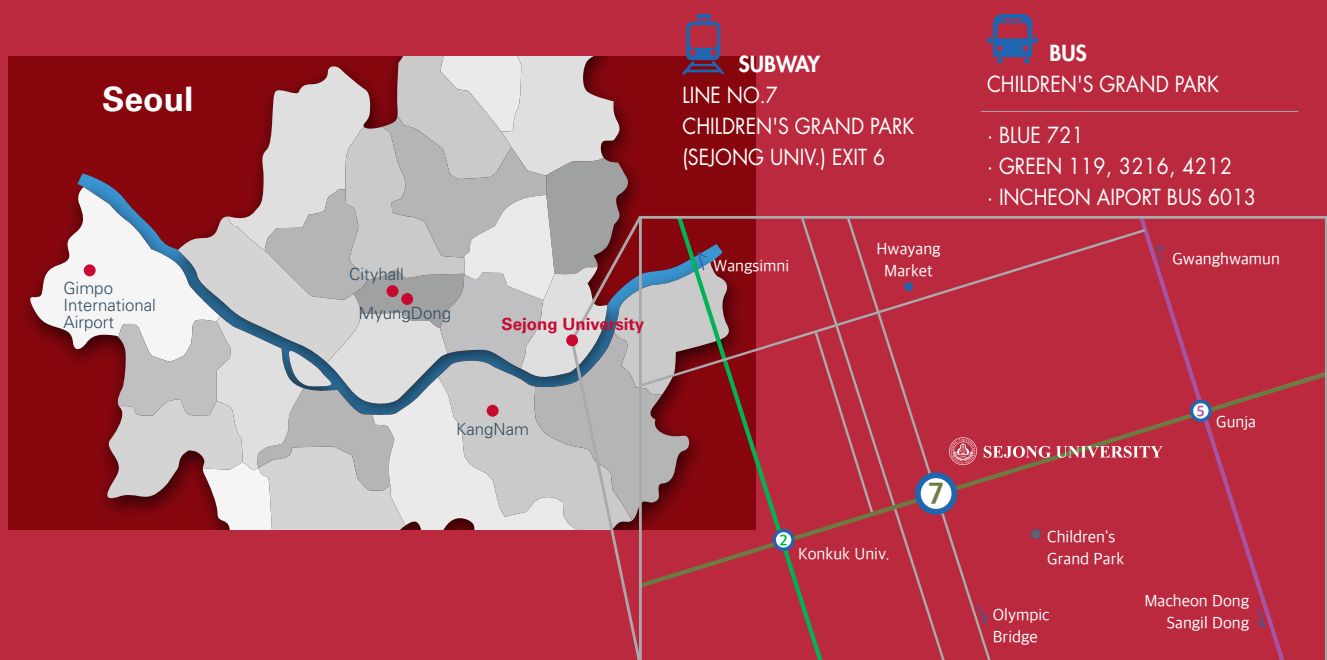 Seoul
SUBWAY
LINE NO.7
CHILDREN'S GRAND PARK
(SEJONG UNIV.) EXIT 6
BUS
CHILDREN'S GRAND PARK
· BLUE 721
· GREEN 119, 3216, 4212
· INCHEON AIPORT BUS 6013
Gimpo
International
Airport
Cityhall
MyungDong
Sejong University
KangNam
Wangsimni
Hwayang
Market
Gwanghwamun
5
Gunja
SEJONG UNIVERSITY
7
2
Konkuk Univ.
Children's
Grand Park
Olympic
Bridge
Macheon Dong
Sangil Dong